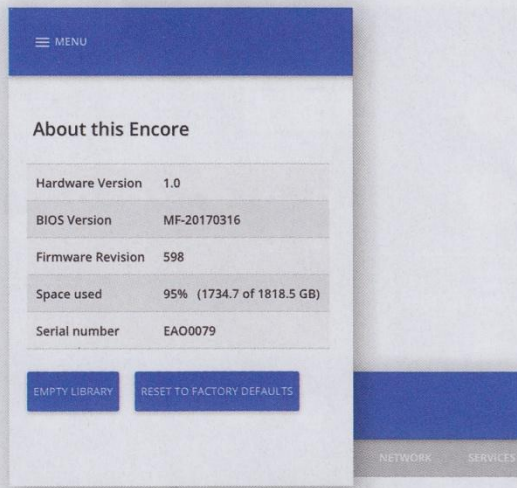 MENU
About this Encore
Hardware Version 1.0
BIOS Version MF-20170316
Firmware Revision 598
Space used 95% (1734.7 of 1818.5 GB)
Serial number EAO0079
EMPTY LIBRARY RESET TO FACTORY DEFAULTS
NETWORK SERVICES